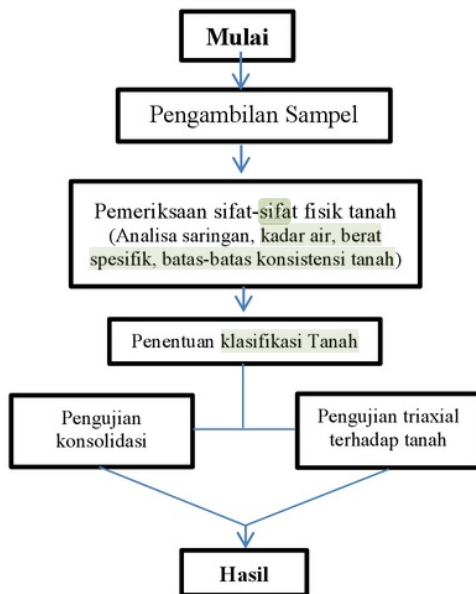 Mulai
Pengambilan Sampel
Pemeriksaan sifat-sifat fisik tanah
(Analisa saringan, kadar air, berat
spesifik, batas-batas konsistensi tanah)
Penentuan klasifikasi Tanah
Pengujian
konsolidasi
Pengujian triaxial
terhadap tanah
Hasil